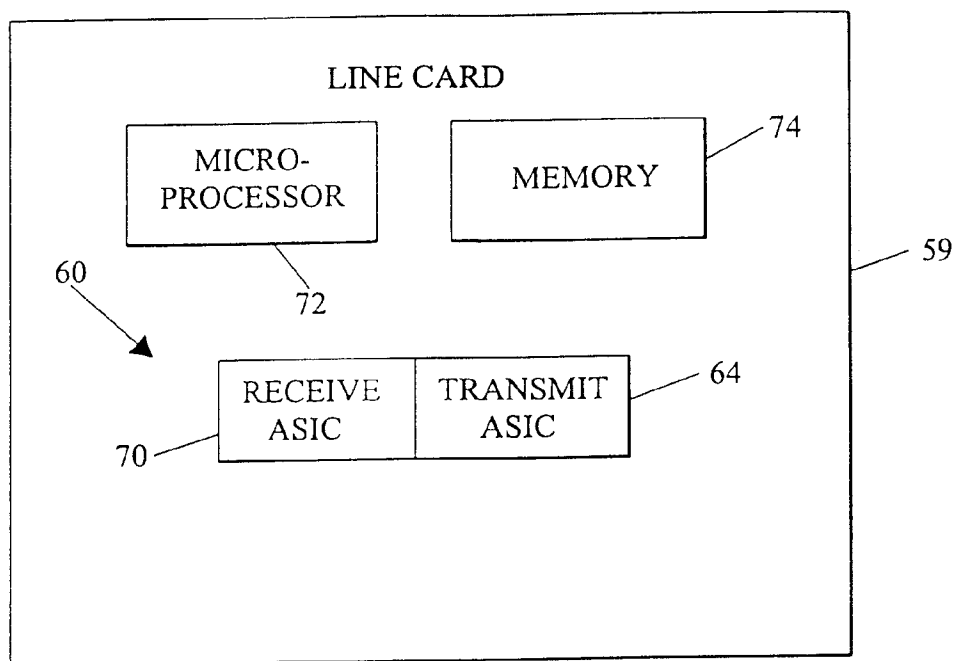 LINE CARD
MICRO-
PROCESSOR
MEMORY
74
72
59
60
RECEIVE
ASIC
TRANSMIT
ASIC
64
70